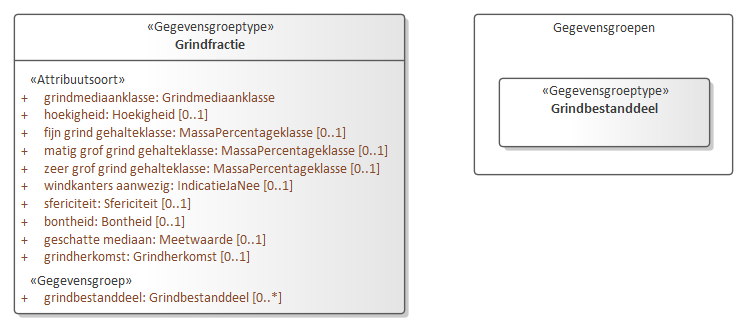 «Gegevensgroeptype»
Grindfractie
«Attribuutsoort»
+ grindmediaanklasse: Grindmediaanklasse
+ hoekigheid: Hoekigheid [0..1]
+ fijn grind gehalteklasse: MassaPercentageklasse [0..1]
+ matig grof grind gehalteklasse: MassaPercentageklasse [0..1]
+ zeer grof grind gehalteklasse: MassaPercentageklasse [0..1]
+ windkanters aanwezig: IndicatieJaNee [0..1]
+ sfericiteit: Sfericiteit [0..1]
+ bontheid: Bontheid [0..1]
+ geschatte mediaan: Meetwaarde [0..1]
+ grindherkomst: Grindherkomst [0..1]
«Gegevensgroep»
+ grindbestanddeel: Grindbestanddeel [0..*]
Gegevensgroepen
«Gegevensgroeptype»
Grindbestanddeel